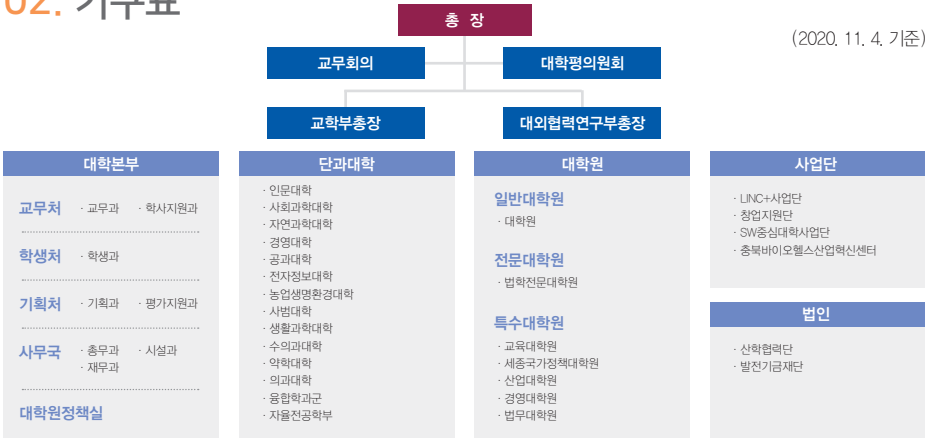 02. 기구표
(2020. 11. 4. 기준)
총 장
교무회의
대학평의원회
교학부총장
대외협력연구부총장
대학본부
교무처 · 교무과 · 학사지원과
학생처 · 학생과
기획처 · 기획과 · 평가지원과
사무국 · 총무과 · 시설과
· 재무과
대학원정책실
단과대학
· 인문대학
· 사회과학대학
· 자연과학대학
· 경영대학
· 공과대학
· 전자정보대학
· 농업생명환경대학
· 사범대학
· 생활과학대학
· 수의과대학
· 약학대학
· 의과대학
· 융합학과군
· 자율전공학부
대학원
일반대학원
· 대학원
전문대학원
· 법학전문대학원
특수대학원
· 교육대학원
· 세종국가정책대학원
· 산업대학원
· 경영대학원
· 법무대학원
사업단
· LINC+사업단
· 창업지원단
· SW중심대학사업단
· 충북바이오헬스산업혁신센터
법인
· 산학협력단
· 발전기금재단